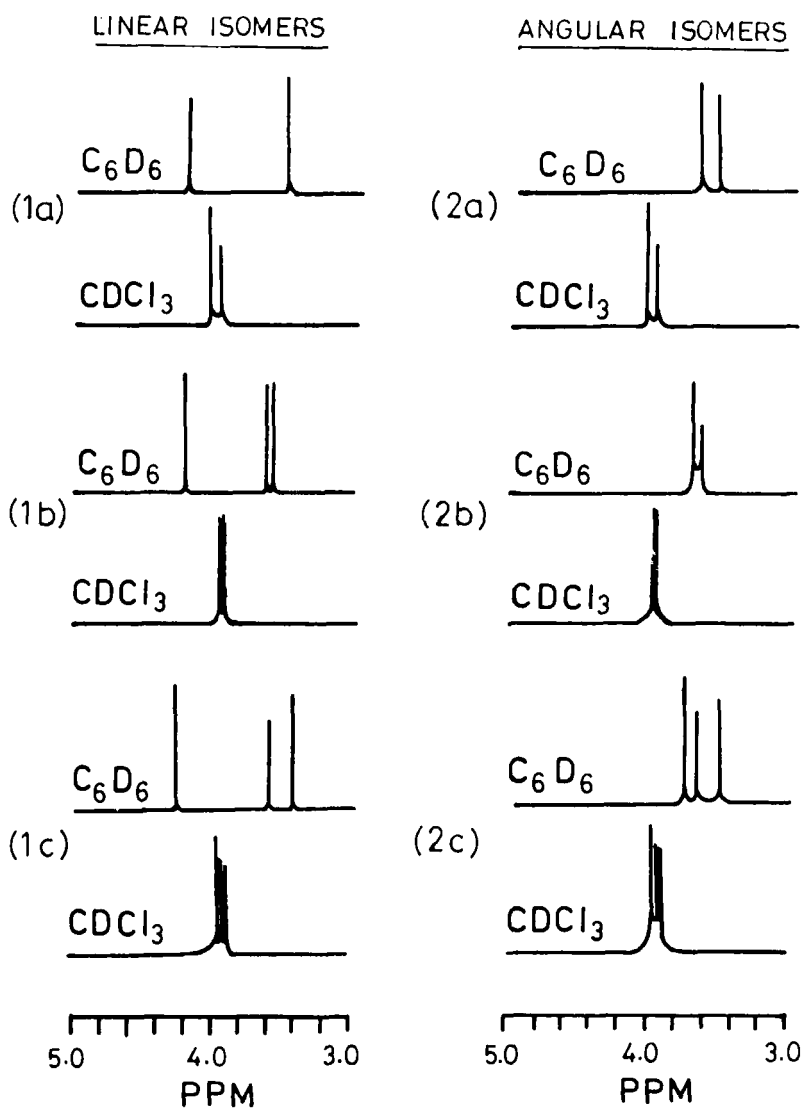 LINEAR ISOMERS
ANGULAR ISOMERS
C6D6
(1a)
CDCl3
C6D6
(2a)
CDCl3
C6D6
(1b)
CDCl3
C6D6
(2b)
CDCl3
C6D6
(1c)
CDCl3
C6D6
(2c)
CDCl3
5.0 4.0 3.0
PPM
5.0 4.0 3.0
PPM